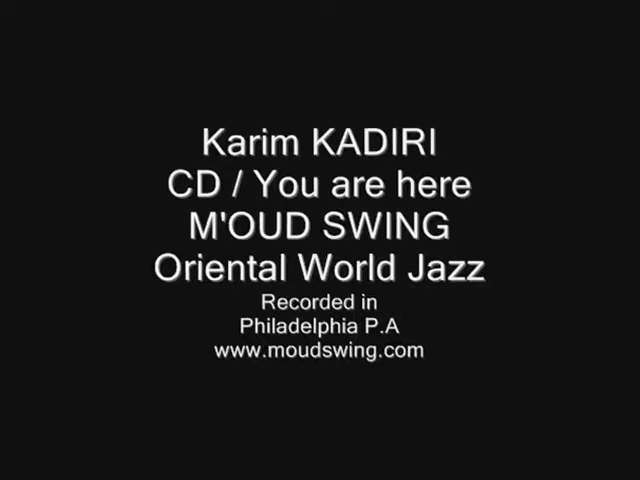 Karim KADIRI
CD / You are here
M'OUD SWING
Oriental World Jazz
Recorded in
Philadelphia P.A
www.moudswing.com